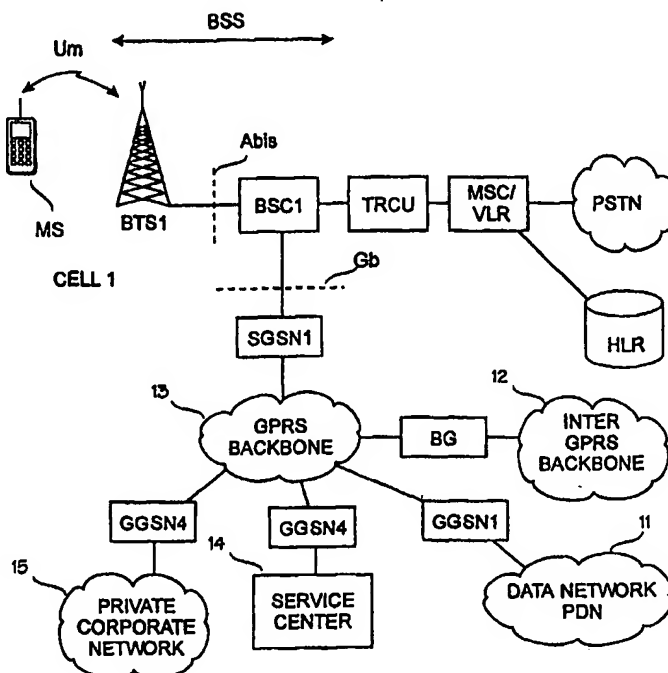 BSS
Um
Abis
BSC1
TRCU
MSC/
VLR
PSTN
MS
BTS1
CELL 1
Gb
HLR
SGSN1
13
GPRS
BACKBONE
BG
12
INTER
GPRS
BACKBONE
GGSN4
GGSN4
GGSN1
15
PRIVATE
CORPORATE
NETWORK
14
SERVICE
CENTER
11
DATA NETWORK
PDN